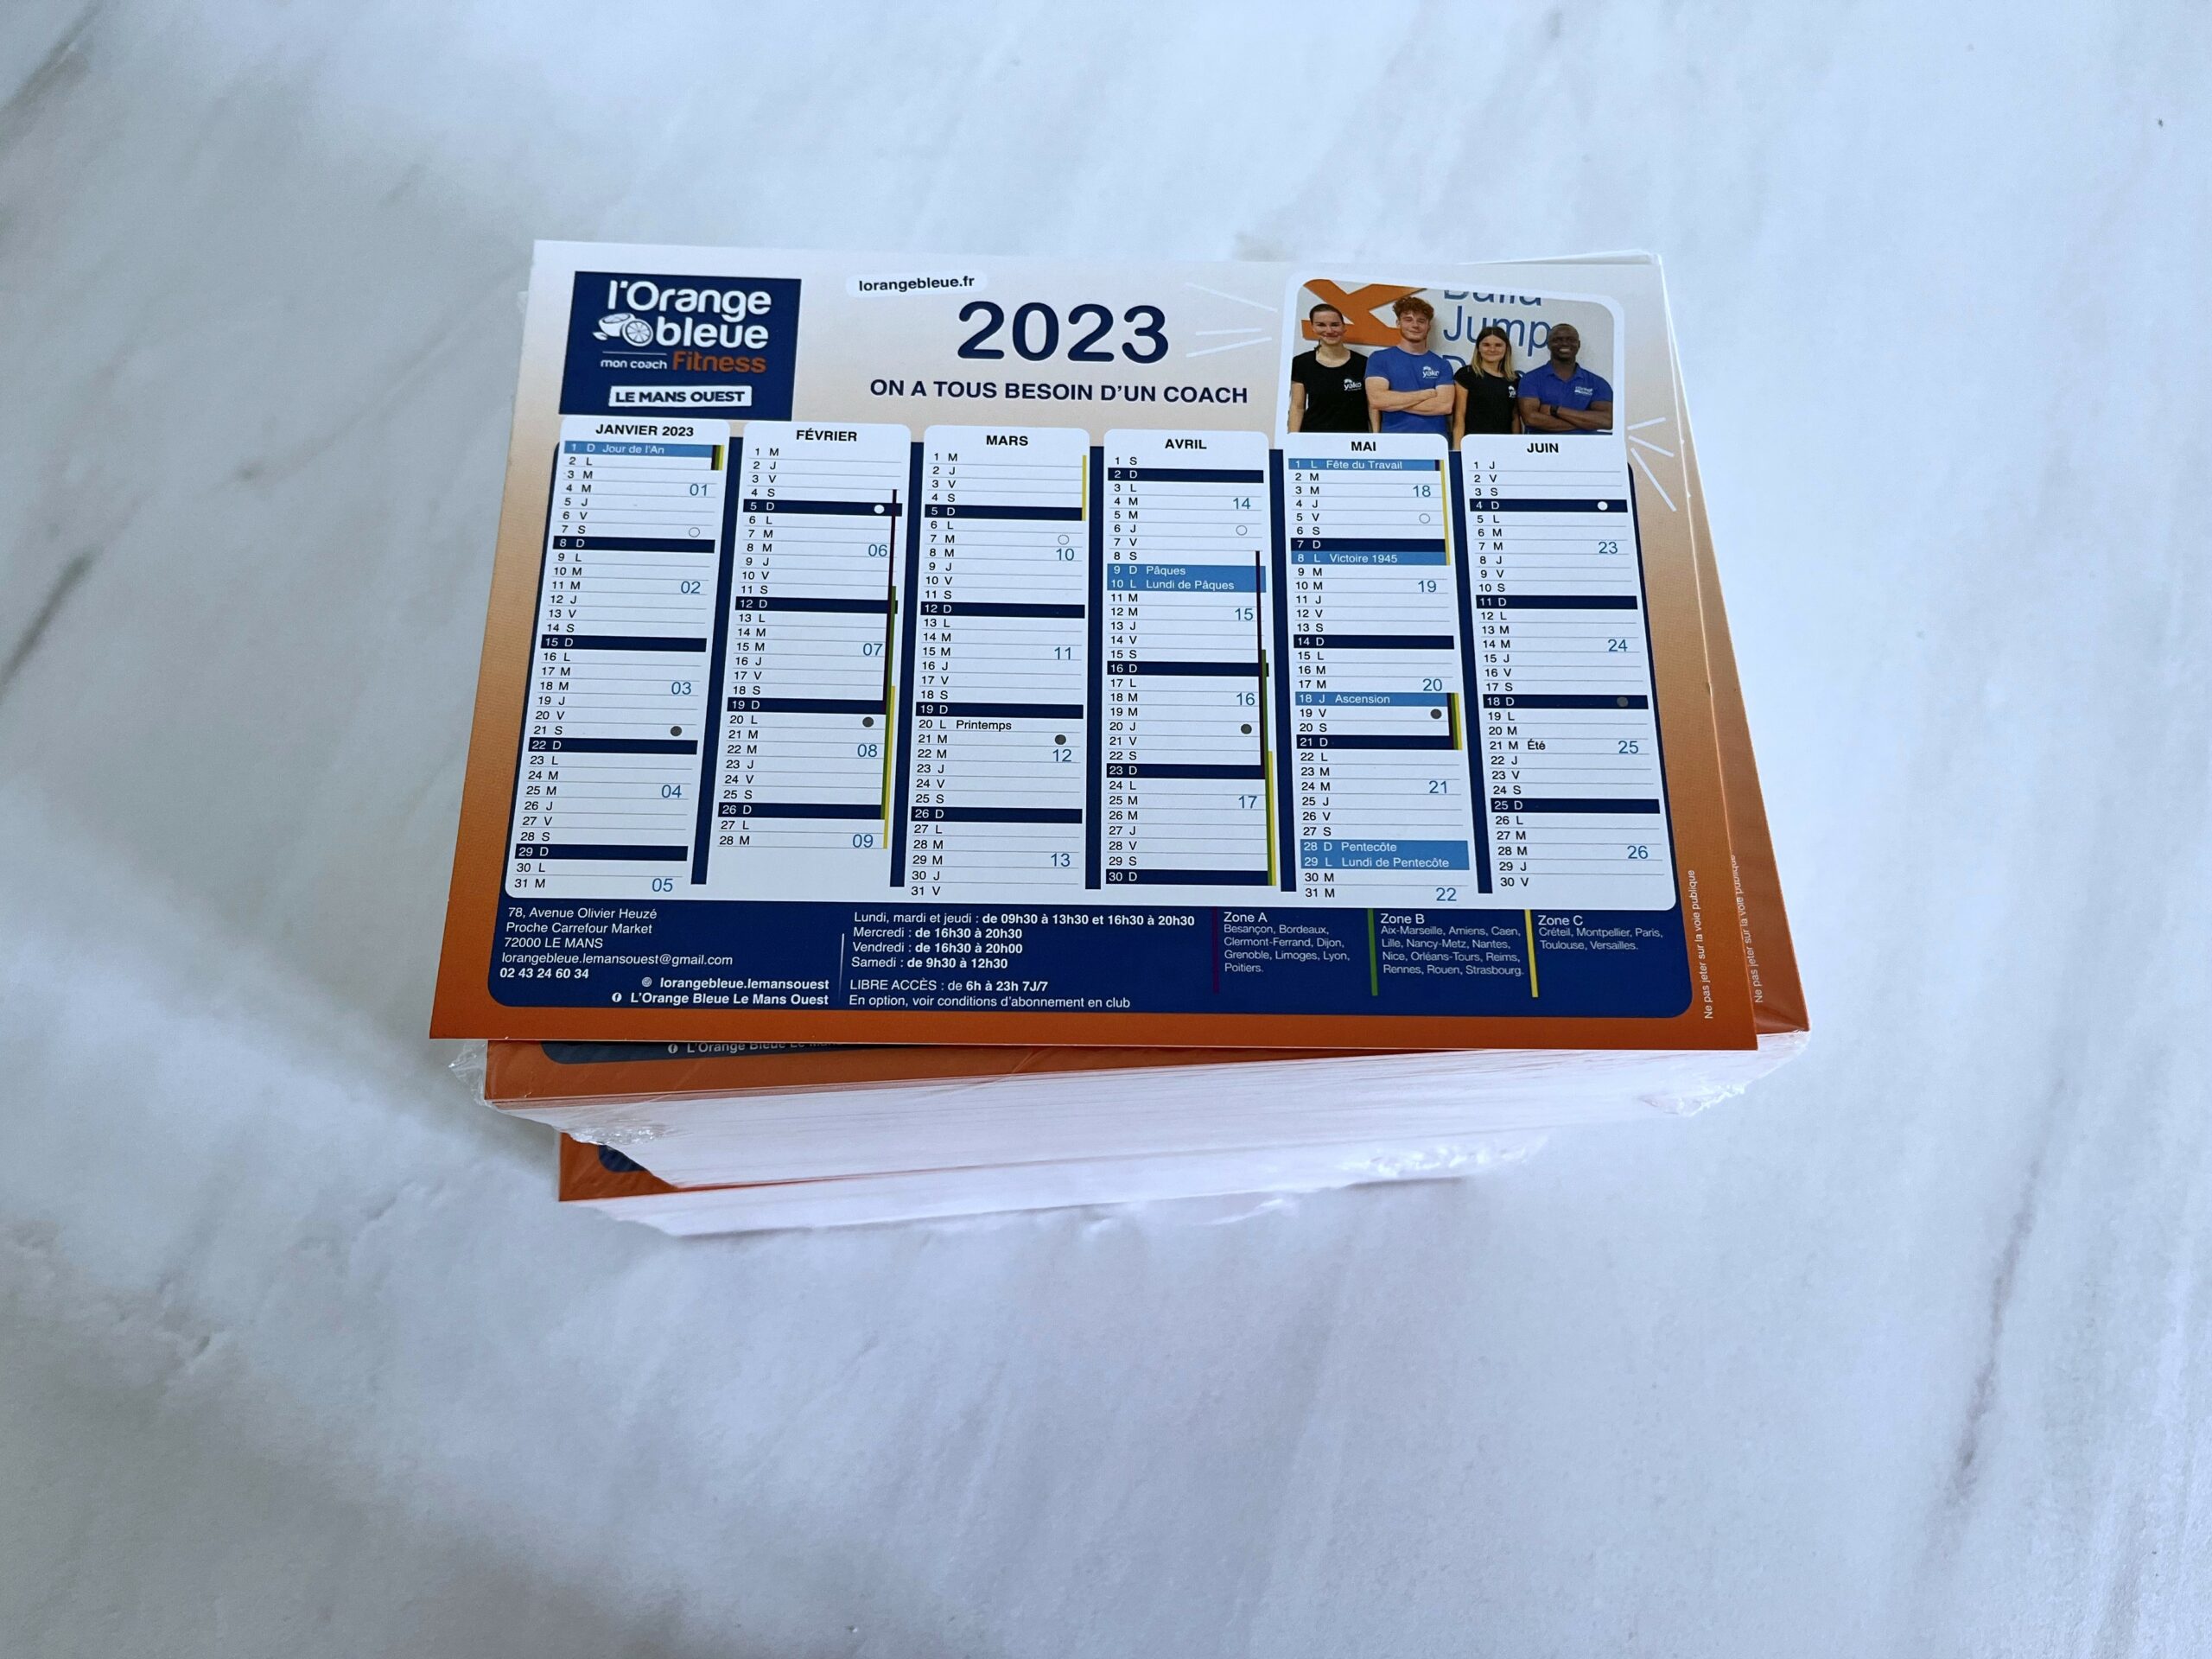 l'Orange
bleue
mon coach Fitness
LE MANS OUEST
lorangebleue.fr
2023
ON A TOUS BESOIN D'UN COACH
Jump
yako
yako
yako
JANVIER 2023
1 D Jour de l'An
2 L
3 M
4 M 01
5 J
6 V
7 S
8 D
9 L
10 M
11 M 02
12 J
13 V
14 S
15 D
16 L
17 M
18 M 03
19 J
20 V
21 S
22 D
23 L
24 M
25 M 04
26 J
27 V
28 S
29 D
30 L
31 M 05
FÉVRIER
1 M
2 J
3 V
4 S
5 D
6 L
7 M
8 M 06
9 J
10 V
11 S
12 D
13 L
14 M
15 M 07
16 J
17 V
18 S
19 D
20 L
21 M
22 M 08
23 J
24 V
25 S
26 D
27 L
28 M 09
MARS
1 M
2 J
3 V
4 S
5 D
6 L
7 M
8 M 10
9 J
10 V
11 S
12 D
13 L
14 M
15 M 11
16 J
17 V
18 S
19 D
20 L Printemps
21 M
22 M 12
23 J
24 V
25 S
26 D
27 L
28 M
29 M 13
30 J
31 V
AVRIL
1 S
2 D
3 L
4 M 14
5 M
6 J
7 V
8 S
9 D Pâques
10 L Lundi de Pâques
11 M
12 M 15
13 J
14 V
15 S
16 D
17 L
18 M 16
19 M
20 J
21 V
22 S
23 D
24 L
25 M 17
26 M
27 J
28 V
29 S
30 D
MAI
1 L Fête du Travail
2 M
3 M 18
4 J
5 V
6 S
7 D
8 L Victoire 1945
9 M
10 M 19
11 J
12 V
13 S
14 D
15 L
16 M
17 M 20
18 J Ascension
19 V
20 S
21 D
22 L
23 M
24 M 21
25 J
26 V
27 S
28 D Pentecôte
29 L Lundi de Pentecôte
30 M
31 M 22
JUIN
1 J
2 V
3 S
4 D
5 L
6 M
7 M 23
8 J
9 V
10 S
11 D
12 L
13 M
14 M 24
15 J
16 V
17 S
18 D
19 L
20 M
21 M Été 25
22 J
23 V
24 S
25 D
26 L
27 M
28 M 26
29 J
30 V
78, Avenue Olivier Heuzé
Proche Carrefour Market
72000 LE MANS
lorangebleue.lemansouest@gmail.com
02 43 24 60 34
lorangebleue.lemansouest
L'Orange Bleue Le Mans Ouest
Lundi, mardi et jeudi : de 09h30 à 13h30 et 16h30 à 20h30
Mercredi : de 16h30 à 20h30
Vendredi : de 16h30 à 20h00
Samedi : de 9h30 à 12h30
LIBRE ACCÈS : de 6h à 23h 7J/7
En option, voir conditions d'abonnement en club
Zone A
Besançon, Bordeaux,
Clermont-Ferrand, Dijon,
Grenoble, Limoges, Lyon,
Poitiers.
Zone B
Aix-Marseille, Amiens, Caen,
Lille, Nancy-Metz, Nantes,
Nice, Orléans-Tours, Reims,
Rennes, Rouen, Strasbourg.
Zone C
Créteil, Montpellier, Paris,
Toulouse, Versailles.
Ne pas jeter sur la voie publique
Ne pas jeter sur la voie
L'Orange Bleue Le